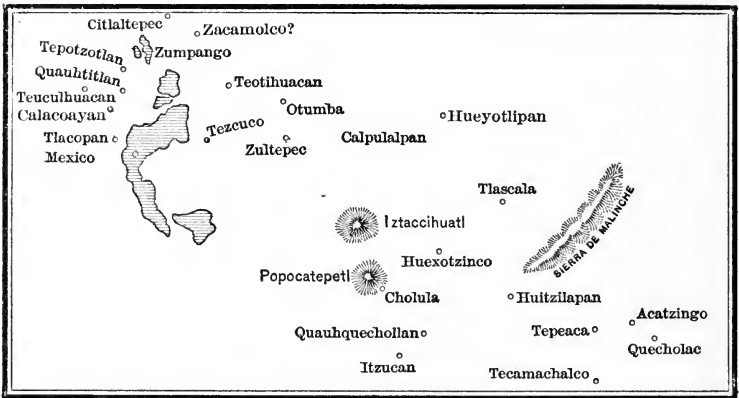 Citlaltepec
Zacamolco?
Tepotzotlan
Zumpango
Quauhtitlan
Teotihuacan
Teuculhuacan
Otumba
Calacoayan
Hueyotlipan
Tlacopan
Tezcuco
Calpulalpan
Mexico
Zultepec
Tlascala
Iztaccihuatl
SIERRA DE MALINCHE
Huexotzinco
Popocatepetl
Cholula
Huitzilapan
Acatzingo
Quauhquechollan
Tepeaca
Quecholac
Itzucan
Tecamachalco